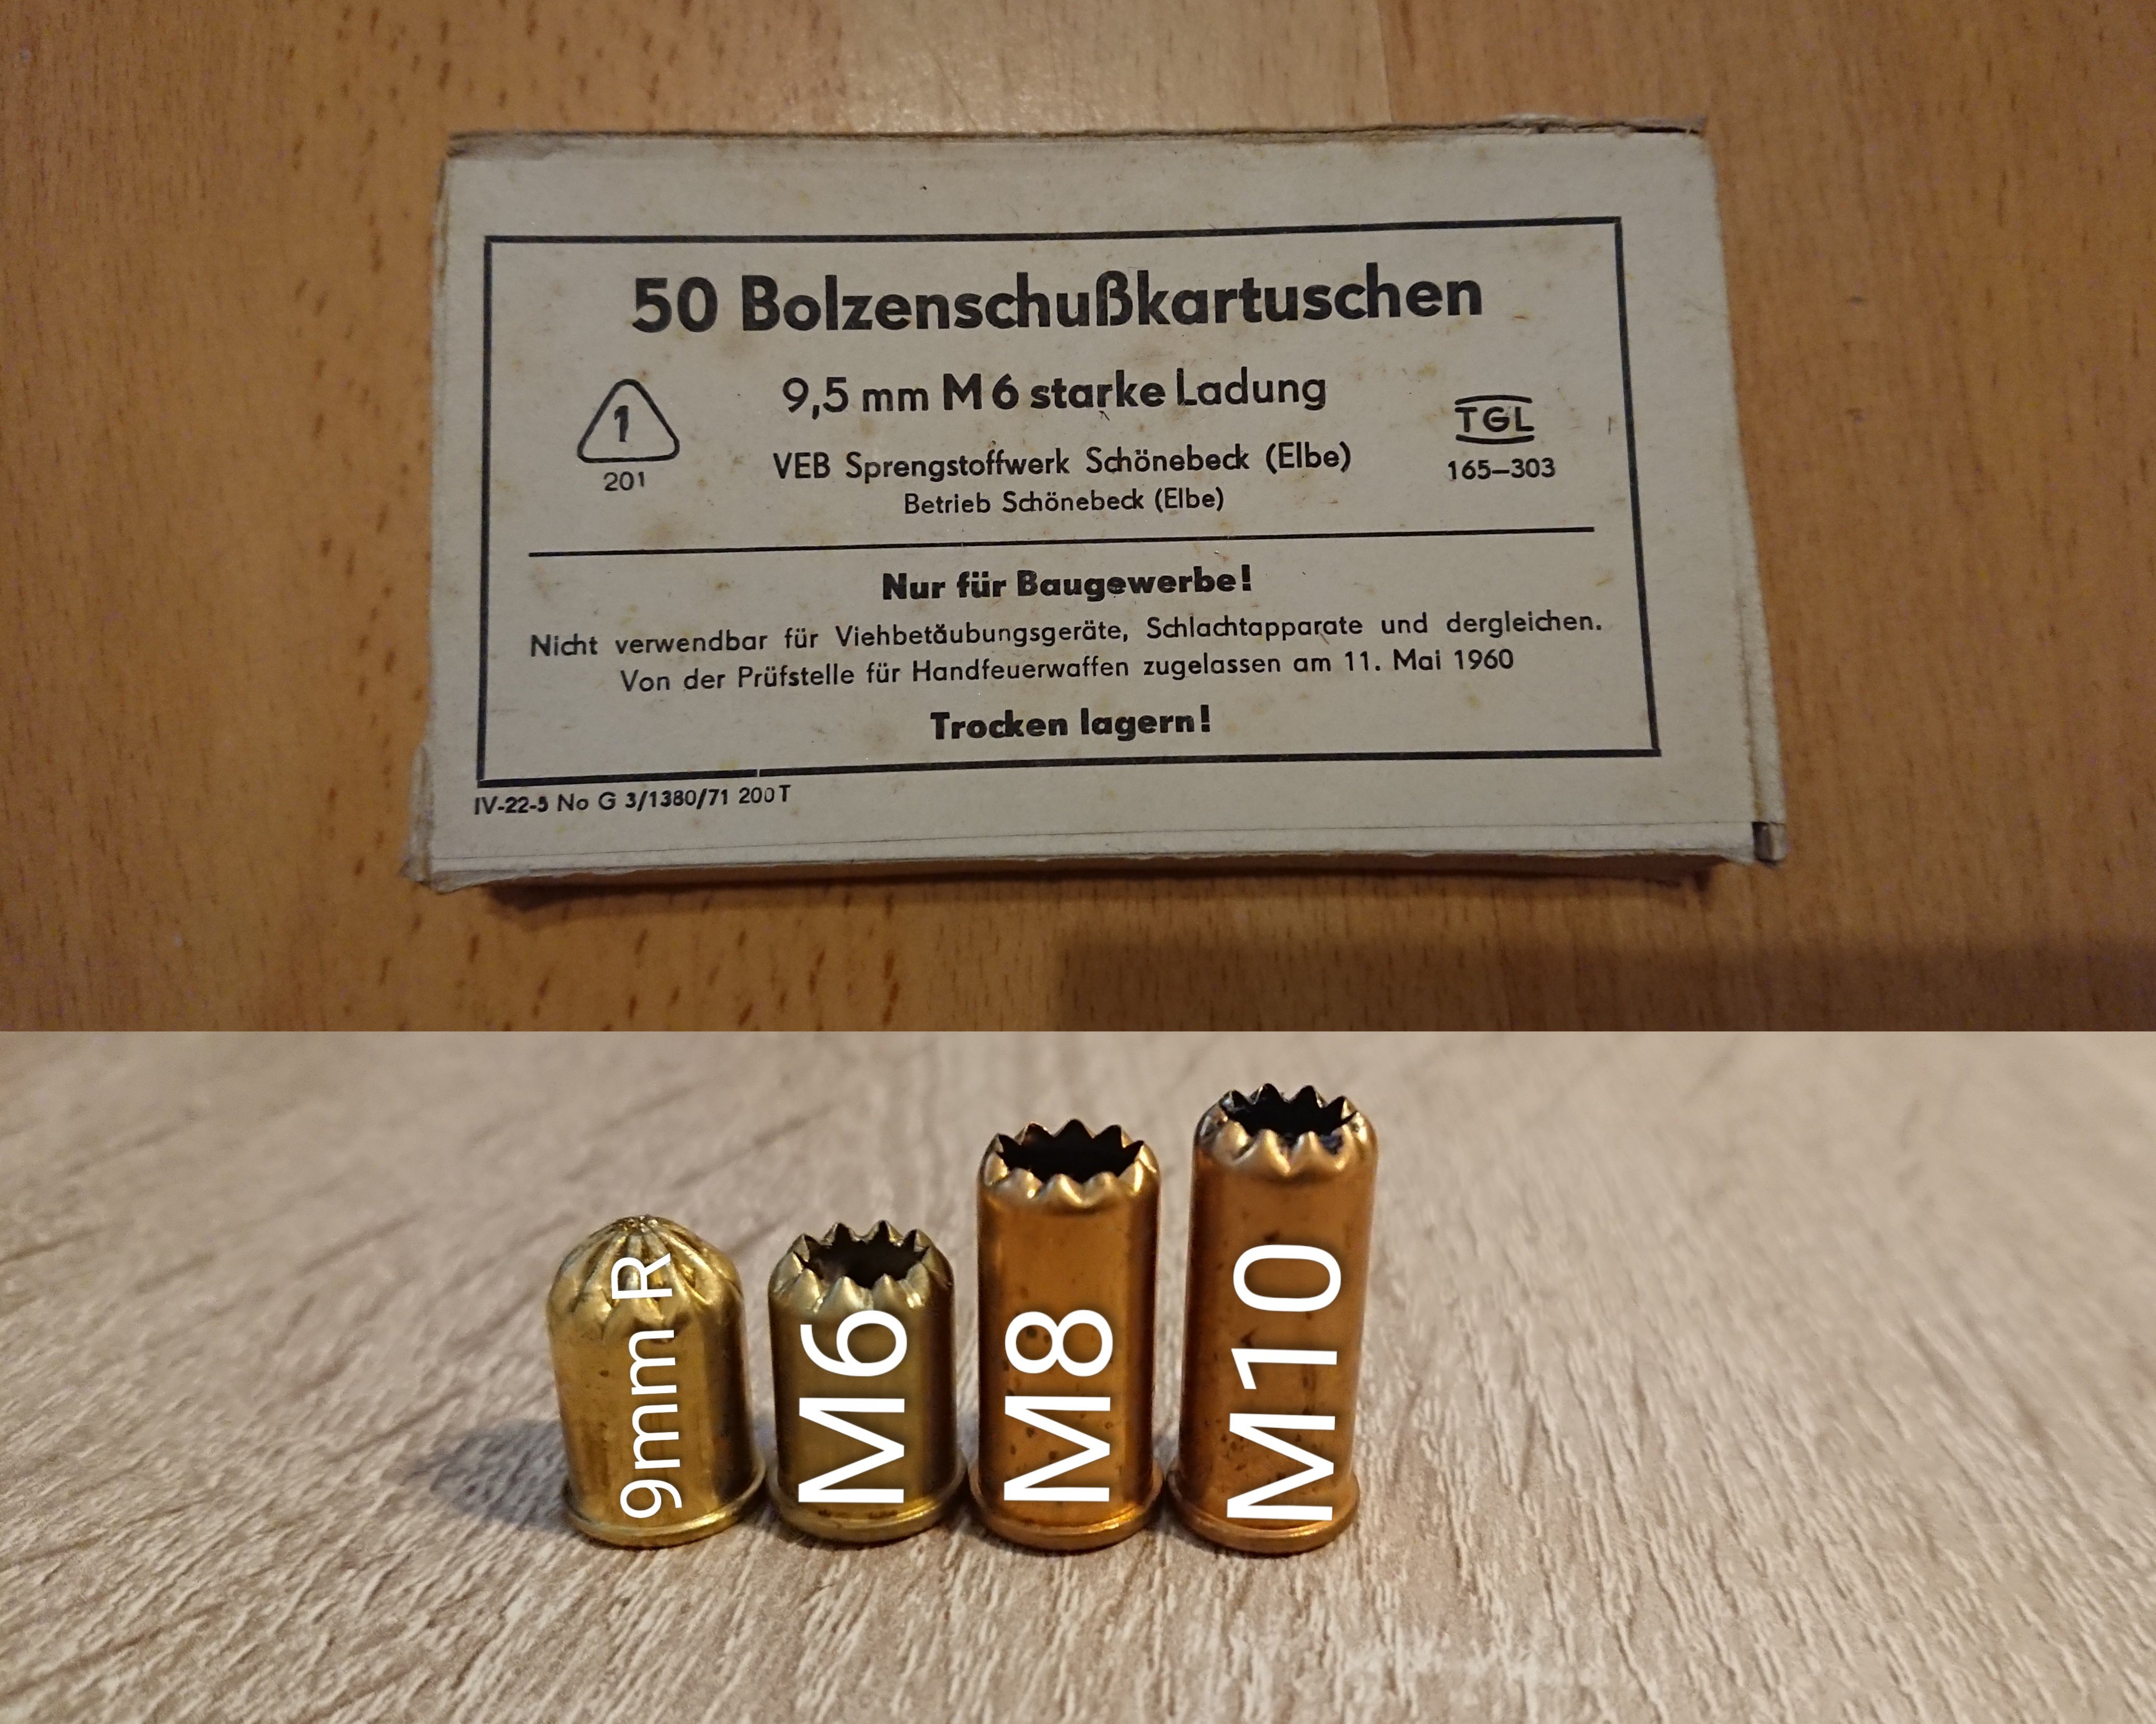 50 Bolzenschußkartuschen
9,5 mm M 6 starke Ladung
1
201
TGL
165–303
VEB Sprengstoffwerk Schönebeck (Elbe)
Betrieb Schönebeck (Elbe)
Nur für Baugewerbe!
Nicht verwendbar für Viehbetäubungsgeräte, Schlachtapparate und dergleichen.
Von der Prüfstelle für Handfeuerwaffen zugelassen am 11. Mai 1960
Trocken lagern!
IV-22-5 No G 3/1380/71 200 T
9mm R
M6
M8
M10